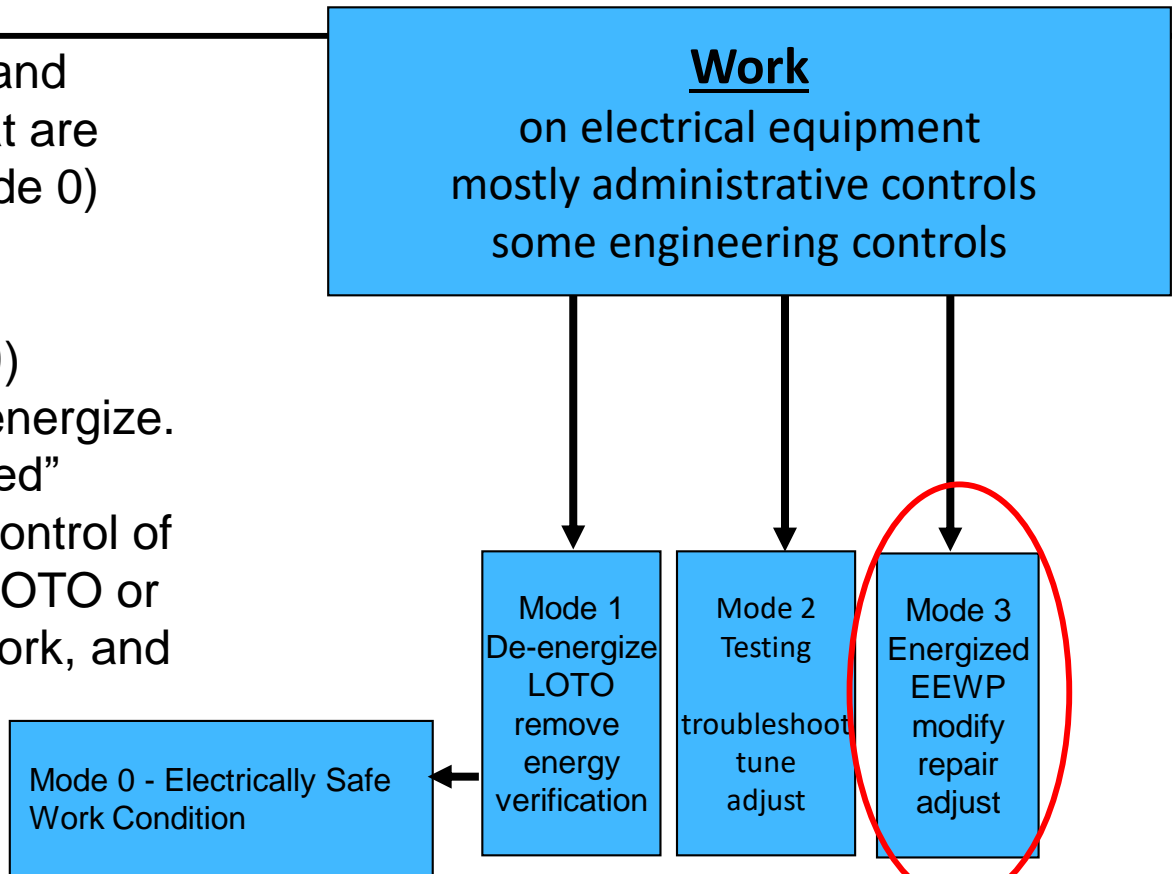 and
t are
de 0)
)
energize.
ed”
ontrol of
OTO or
ork, and
Work
on electrical equipment
mostly administrative controls
some engineering controls
Mode 0 - Electrically Safe
Work Condition
Mode 1
De-energize
LOTO
remove
energy
verification
Mode 2
Testing
troubleshoot
tune
adjust
Mode 3
Energized
EEWP
modify
repair
adjust